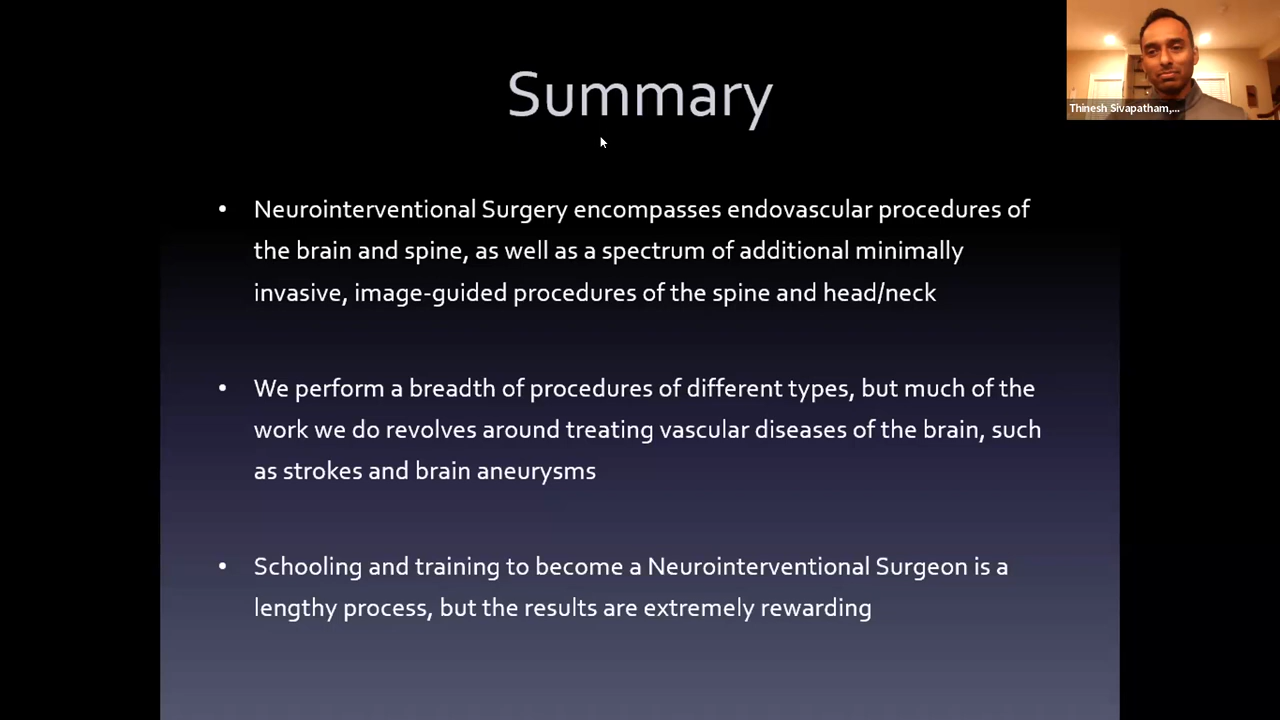 Summary
Thinesh Sivapatham,...
• Neurointerventional Surgery encompasses endovascular procedures of
the brain and spine, as well as a spectrum of additional minimally
invasive, image-guided procedures of the spine and head/neck
• We perform a breadth of procedures of different types, but much of the
work we do revolves around treating vascular diseases of the brain, such
as strokes and brain aneurysms
• Schooling and training to become a Neurointerventional Surgeon is a
lengthy process, but the results are extremely rewarding